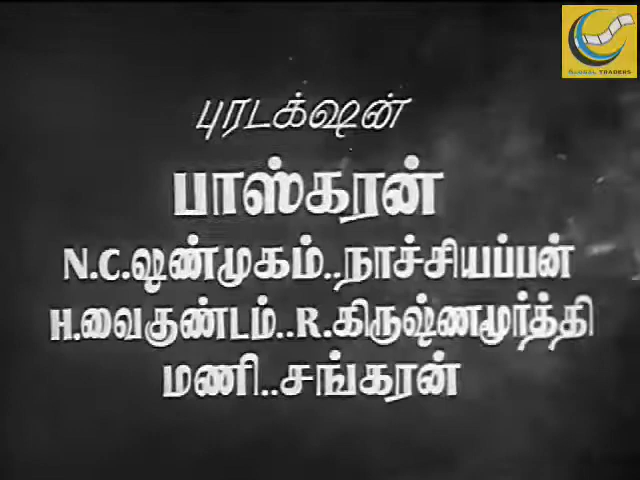 புரடக்ஷன்
பாஸ்கரன்
N.C.ஷண்முகம்..நாச்சியப்பன்
H.வைகுண்டம்..R.கிருஷ்ணமூர்த்தி
மணி..சங்கரன்